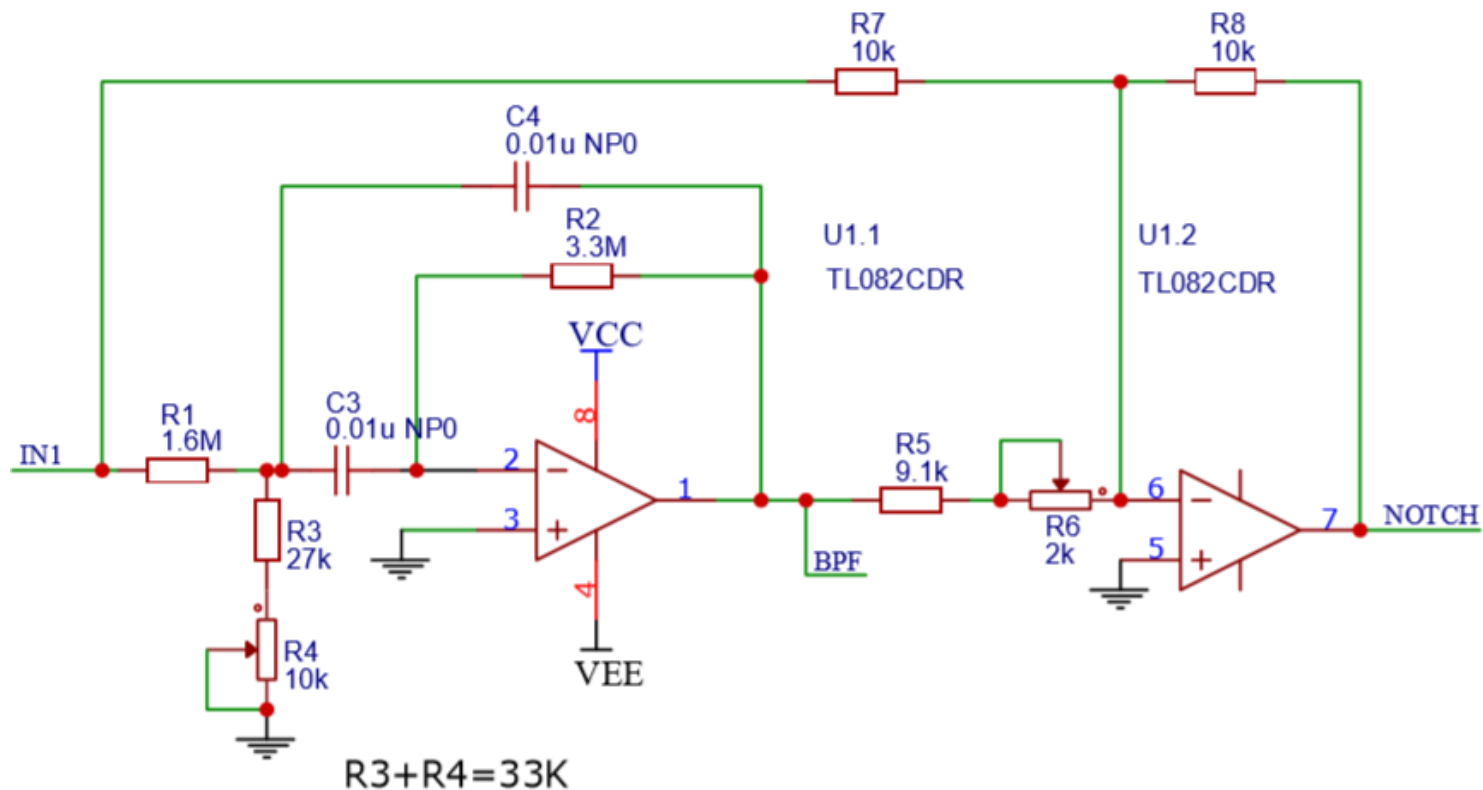 R7
10k
R8
10k
C4
0.01u NP0
R2
3.3M
U1.1
TL082CDR
U1.2
TL082CDR
VCC
8
R1
1.6M
C3
0.01u NP0
IN1
2
1
3
R5
9.1k
6
7
NOTCH
5
R3
27k
R6
2k
BPF
4
R4
10k
VEE
R3+R4=33K